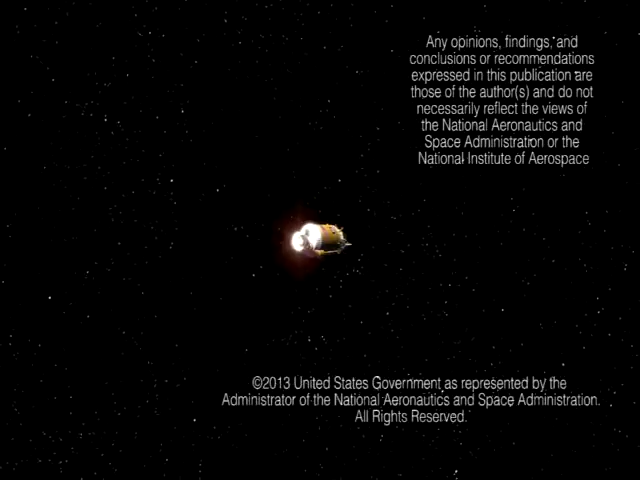 Any opinions, findings, and
conclusions or recommendations
expressed in this publication are
those of the author(s) and do not
necessarily reflect the views of
the National Aeronautics and
Space Administration or the
National Institute of Aerospace
©2013 United States Government as represented by the
Administrator of the National Aeronautics and Space Administration.
All Rights Reserved.